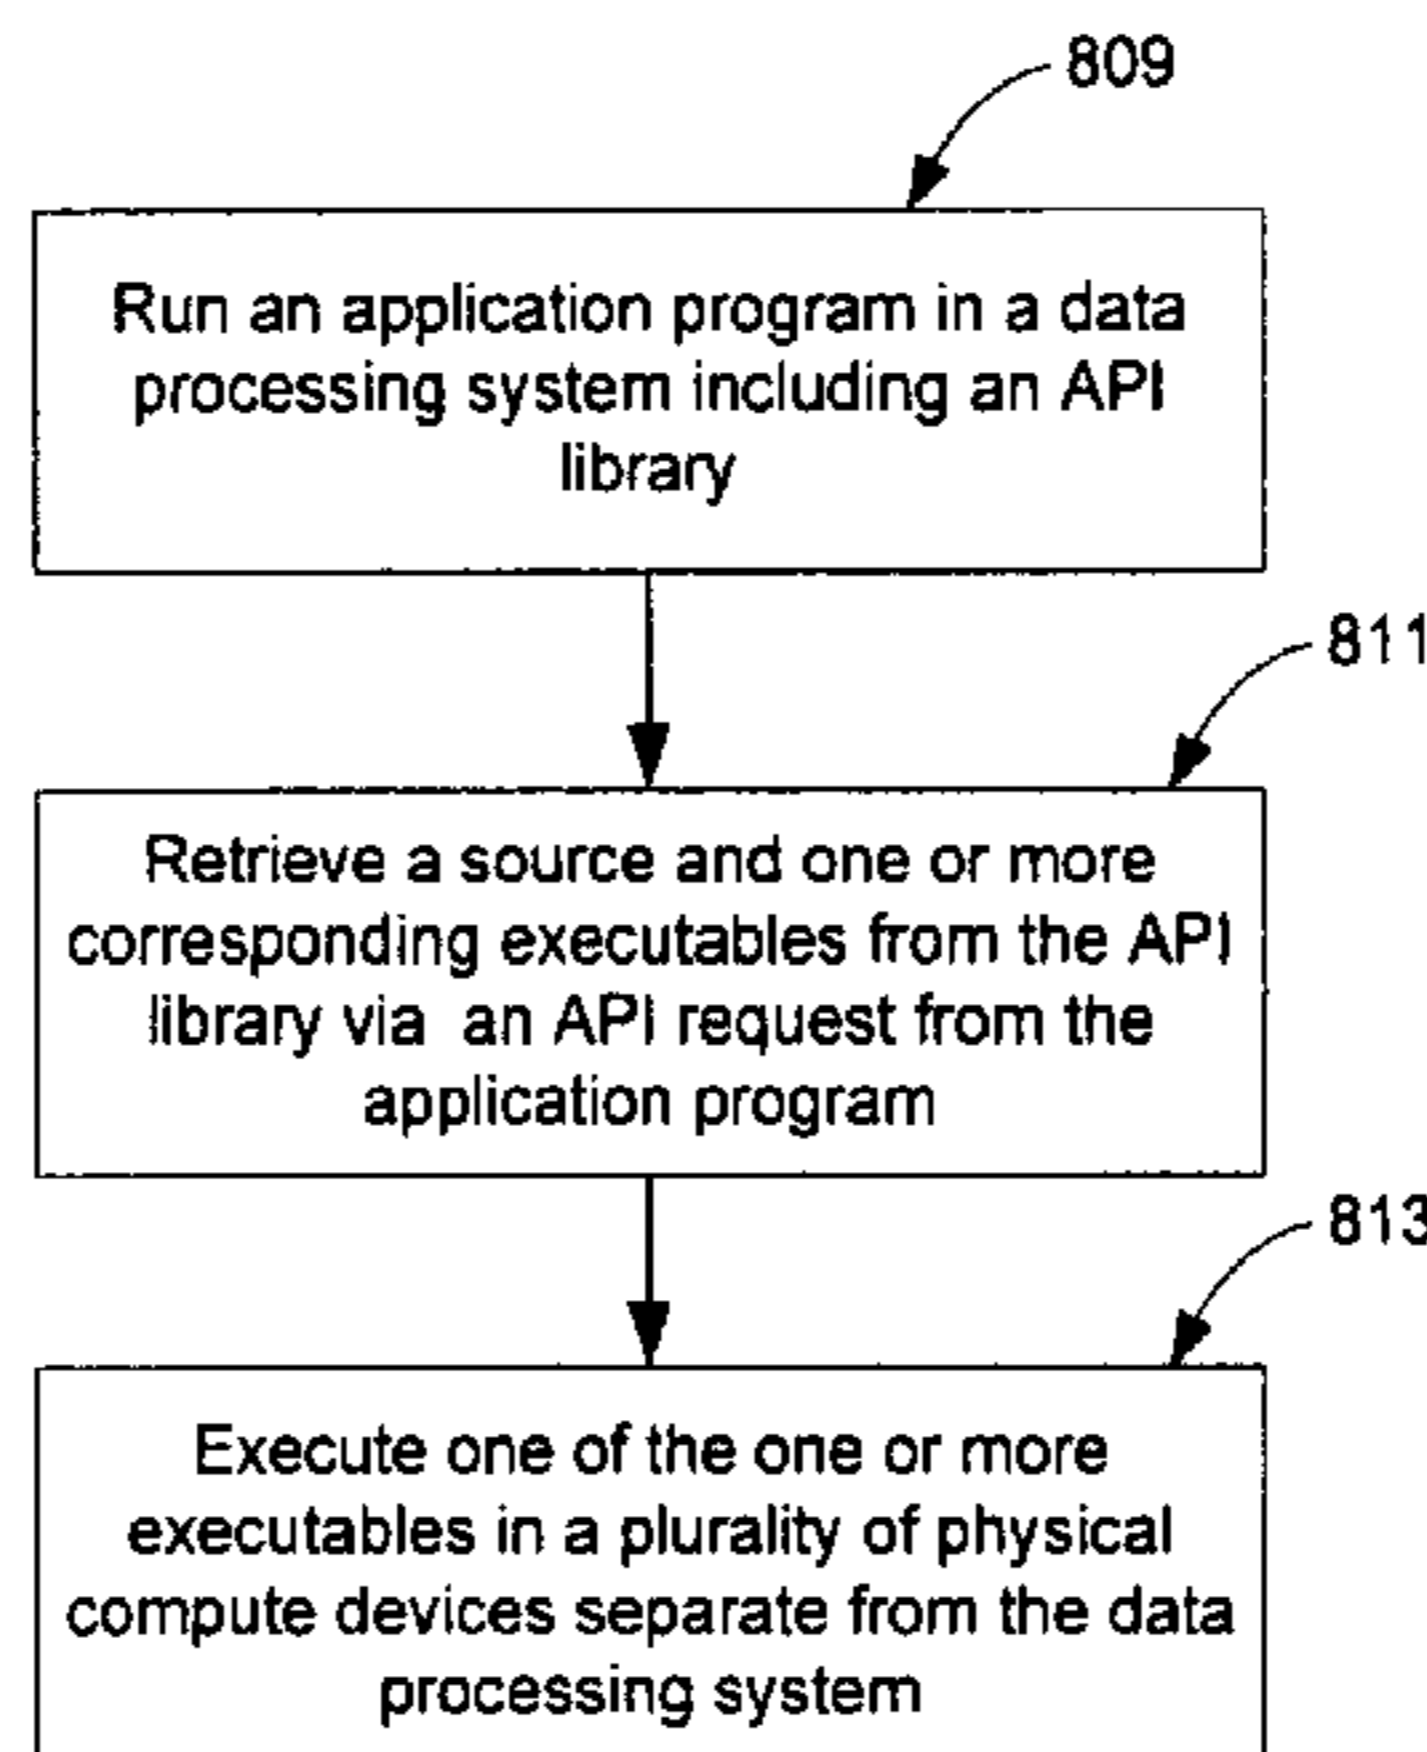 809
Run an application program in a data
processing system including an API
library
811
Retrieve a source and one or more
corresponding executables from the API
library via an API request from the
application program
813
Execute one of the one or more
executables in a plurality of physical
compute devices separate from the data
processing system